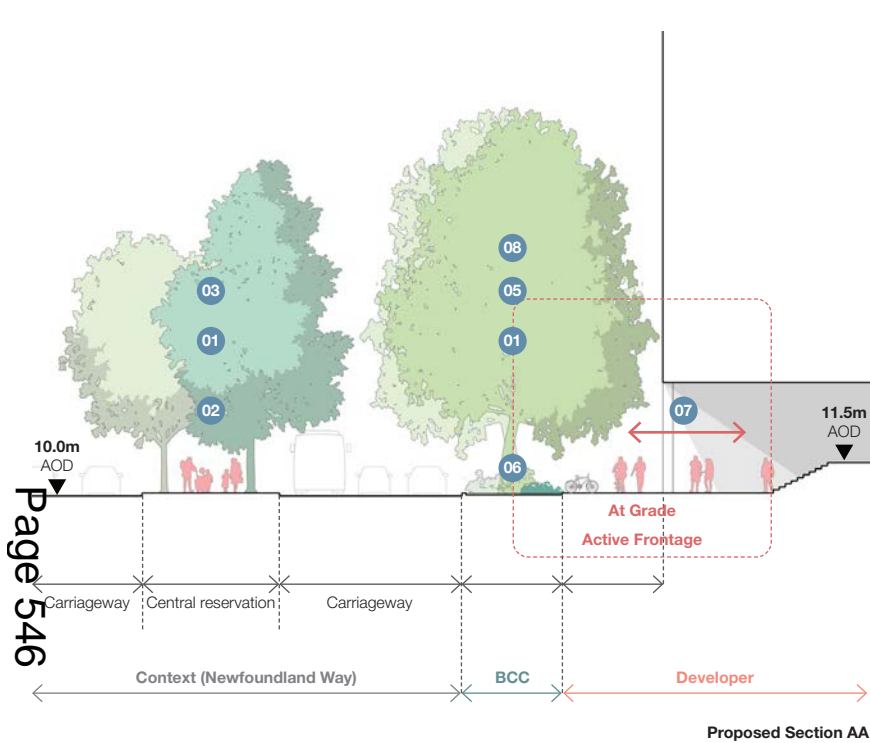 08
03
05
01
01
02
07
11.5m
AOD
10.0m
AOD
06
At Grade
Active Frontage
Page 546
Carriageway
Central reservation
Carriageway
Context (Newfoundland Way)
BCC
Developer
Proposed Section AA